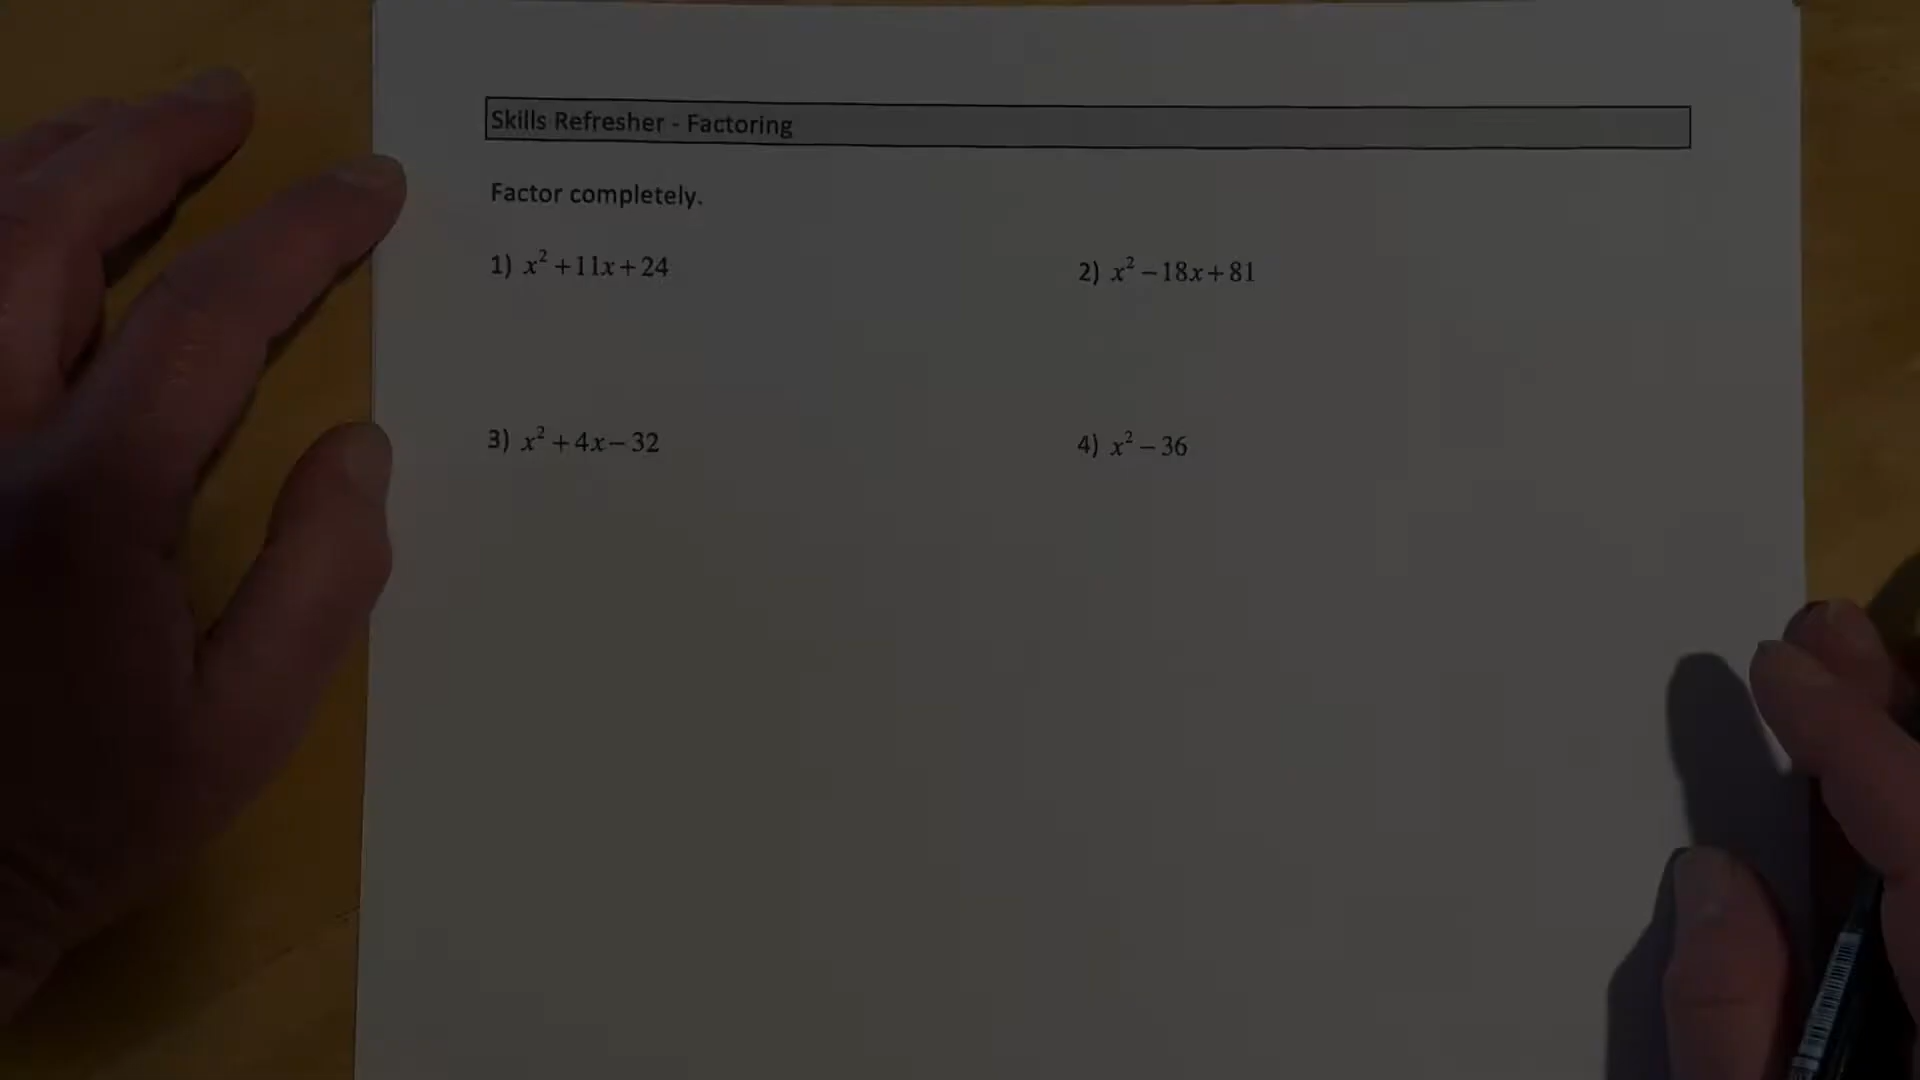 Skills Refresher - Factoring
Factor completely.
1) x² + 11x + 24
2) x² − 18x + 81
3) x² + 4x − 32
4) x² − 36